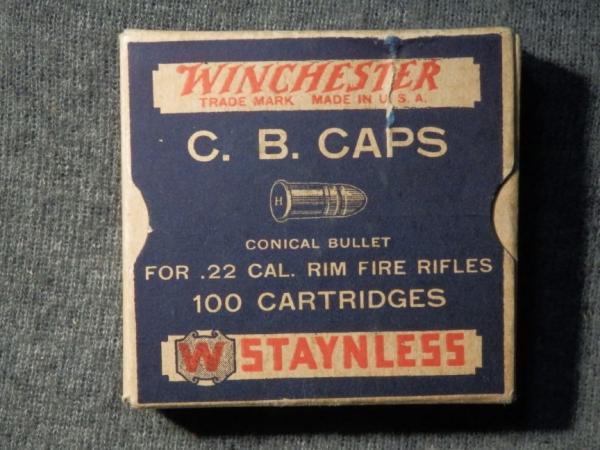 WINCHESTER
TRADE MARK MADE IN U.S.A.
C. B. CAPS
H
CONICAL BULLET
FOR .22 CAL. RIM FIRE RIFLES
100 CARTRIDGES
W STAYNLESS